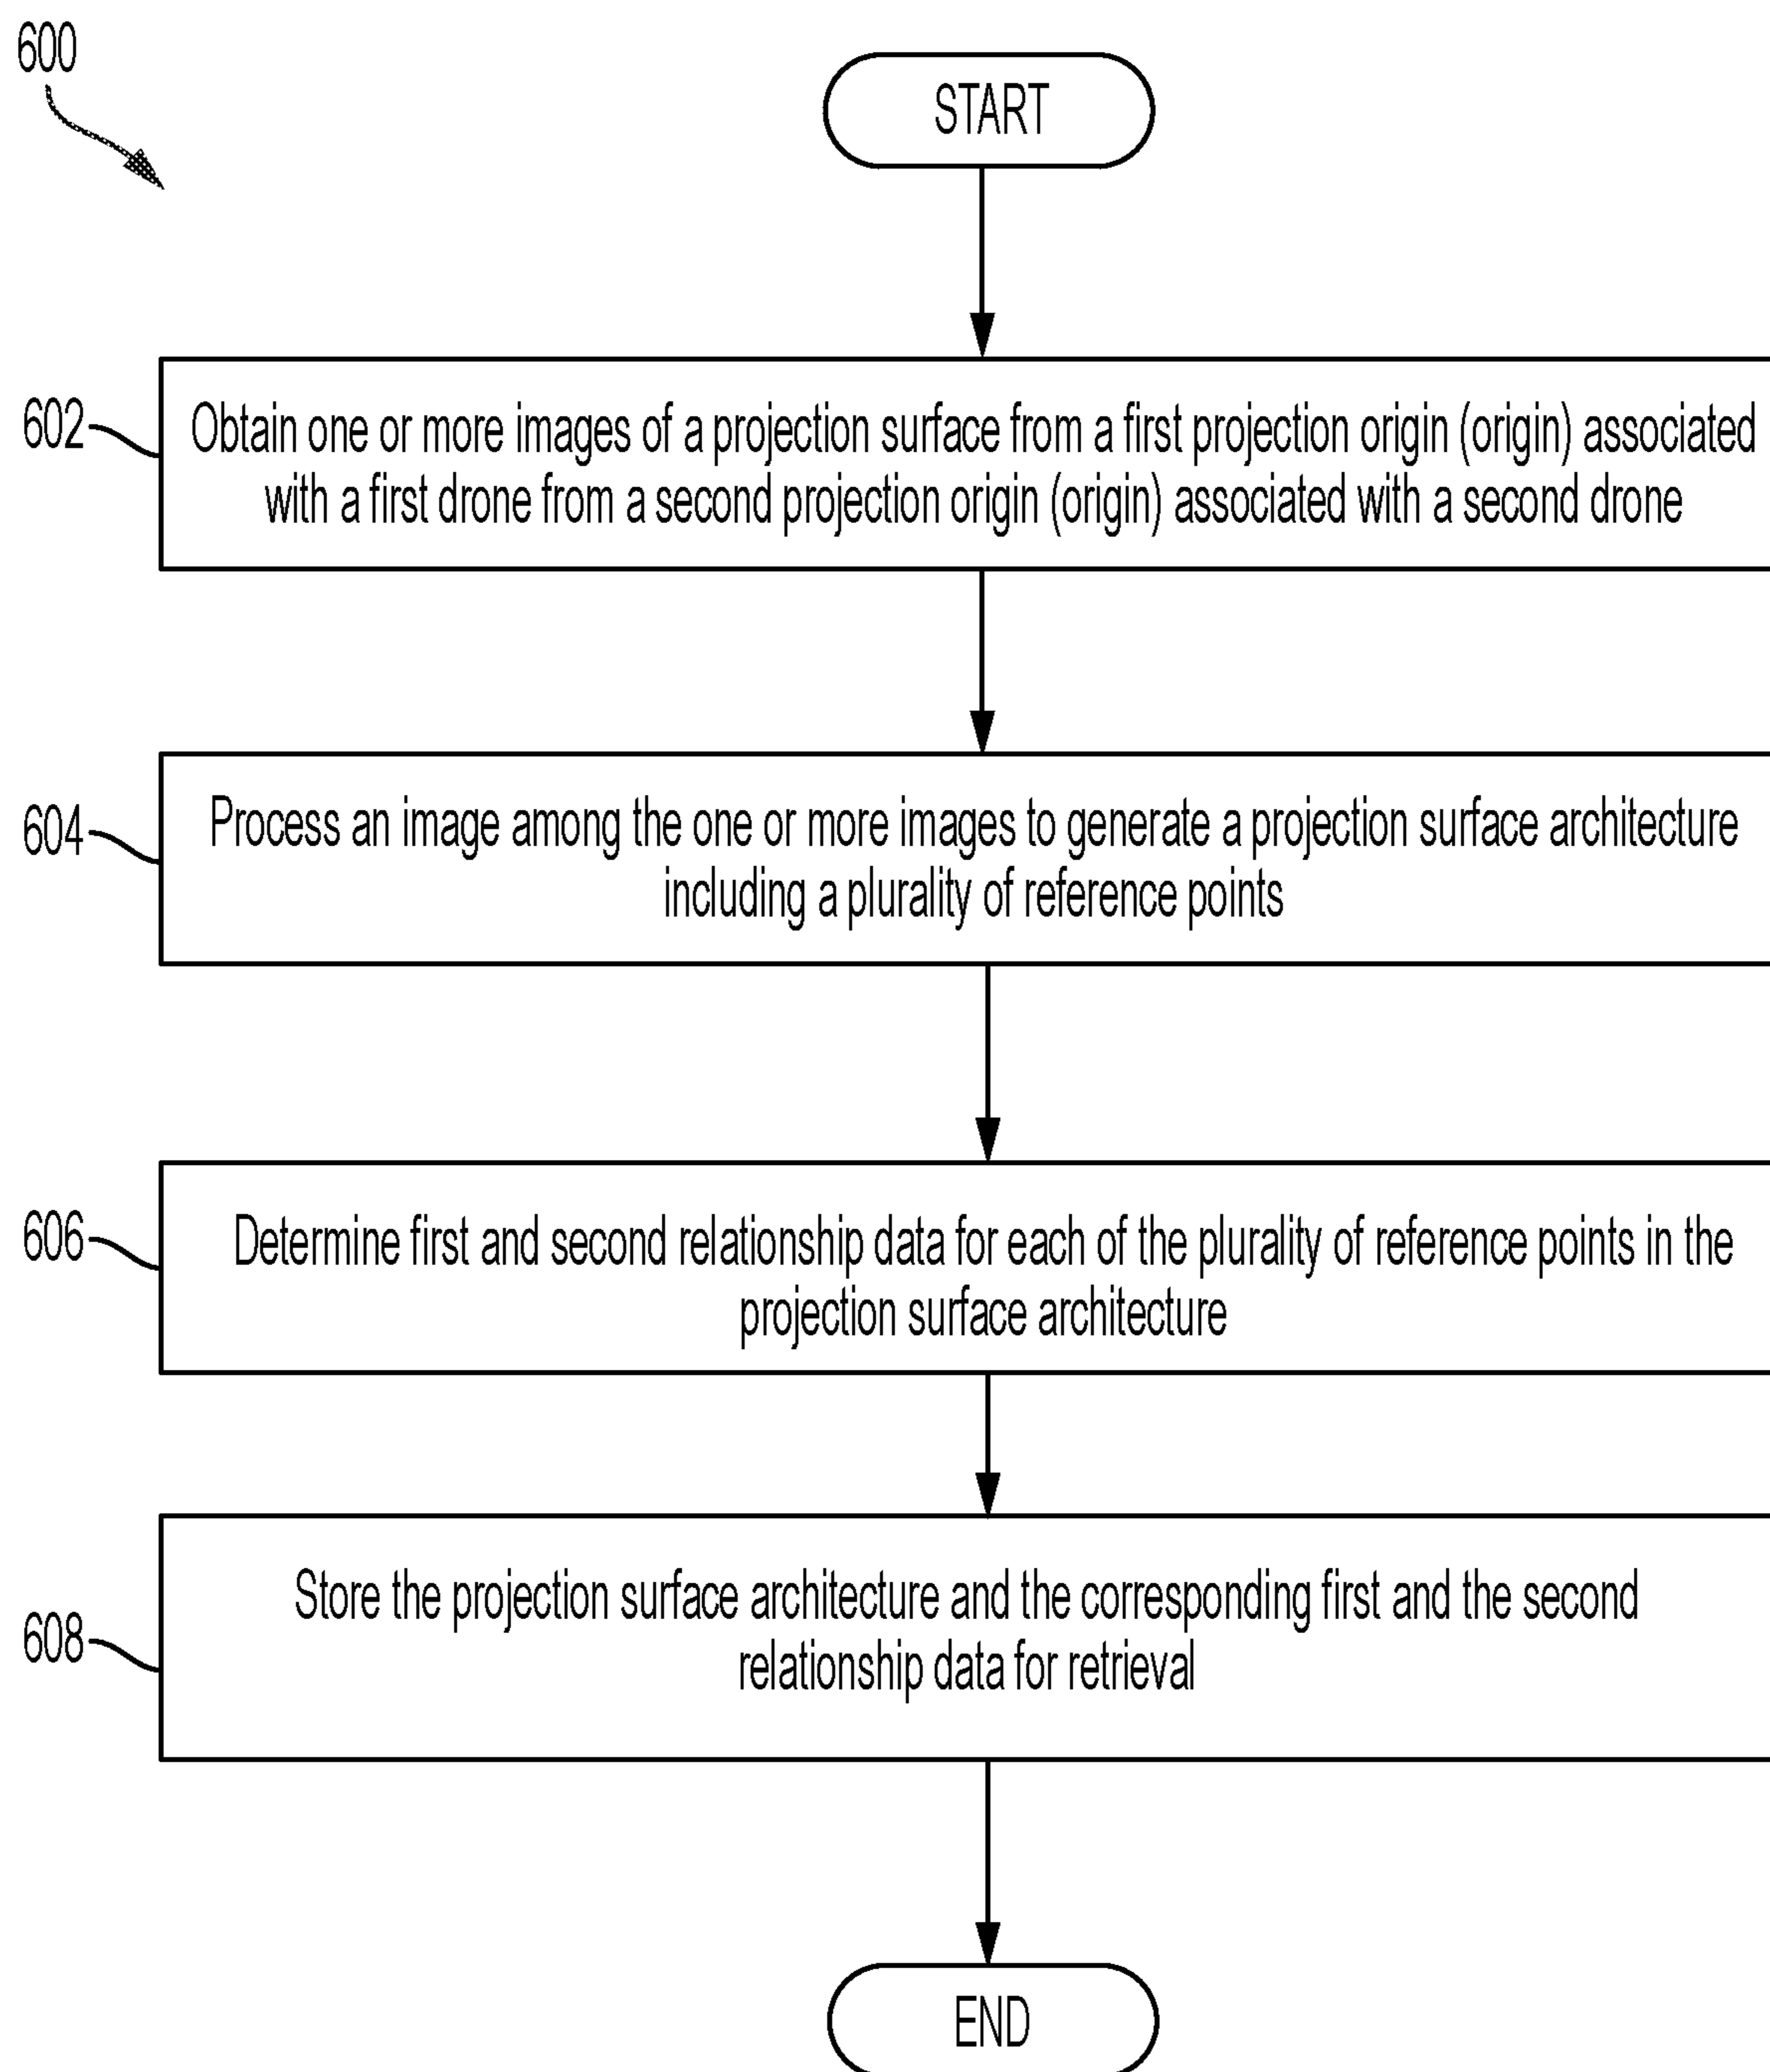 600
START
602
Obtain one or more images of a projection surface from a first projection origin (origin) associated
with a first drone from a second projection origin (origin) associated with a second drone
604
Process an image among the one or more images to generate a projection surface architecture
including a plurality of reference points
606
Determine first and second relationship data for each of the plurality of reference points in the
projection surface architecture
608
Store the projection surface architecture and the corresponding first and the second
relationship data for retrieval
END